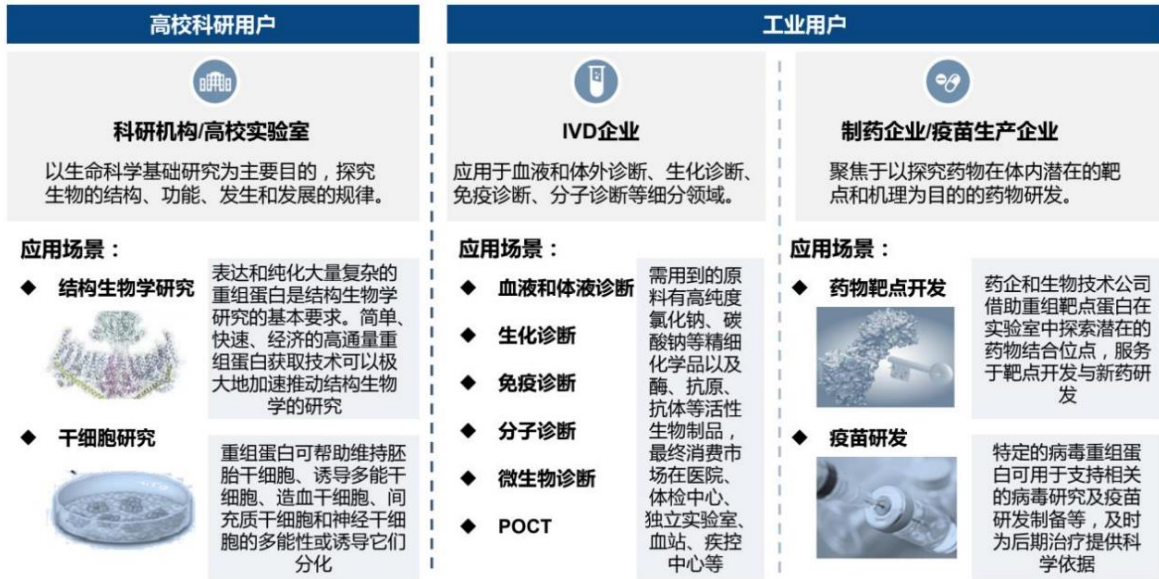 高校科研用户
工业用户
科研机构/高校实验室
以生命科学基础研究为主要目的，探究
生物的结构、功能、发生和发展的规律。
IVD企业
应用于血液和体外诊断、生化诊断、
免疫诊断、分子诊断等细分领域。
制药企业/疫苗生产企业
聚焦于以探究药物在体内潜在的靶
点和机理为目的的药物研发。
应用场景：
◆ 结构生物学研究
表达和纯化大量复杂的
重组蛋白是结构生物学
研究的基本要求。简单、
快速、经济的高通量重
组蛋白获取技术可以极
大地加速推动结构生物
学的研究
◆ 干细胞研究
重组蛋白可帮助维持胚
胎干细胞、诱导多能干
细胞、造血干细胞、间
充质干细胞和神经干细
胞的多能性或诱导它们
分化
应用场景：
◆ 血液和体液诊断
◆ 生化诊断
◆ 免疫诊断
◆ 分子诊断
◆ 微生物诊断
◆ POCT
需用到的原
料有高纯度
氯化钠、碳
酸钠等精细
化学品以及
酶、抗原、
抗体等活性
生物制品，
最终消费市
场在医院、
体检中心、
独立实验室、
血站、疾控
中心等
应用场景：
◆ 药物靶点开发
药企和生物技术公司
借助重组靶点蛋白在
实验室中探索潜在的
药物结合位点，服务
于靶点开发与新药研
发
◆ 疫苗研发
特定的病毒重组蛋
白可用于支持相关
的病毒研究及疫苗
研发制备等，及时
为后期治疗提供科
学依据